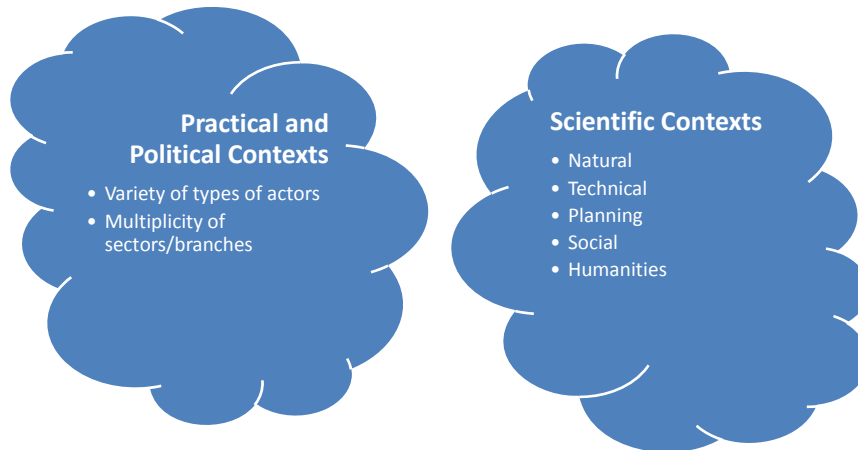 Practical and
Political Contexts
• Variety of types of actors
• Multiplicity of
sectors/branches
Scientific Contexts
• Natural
• Technical
• Planning
• Social
• Humanities